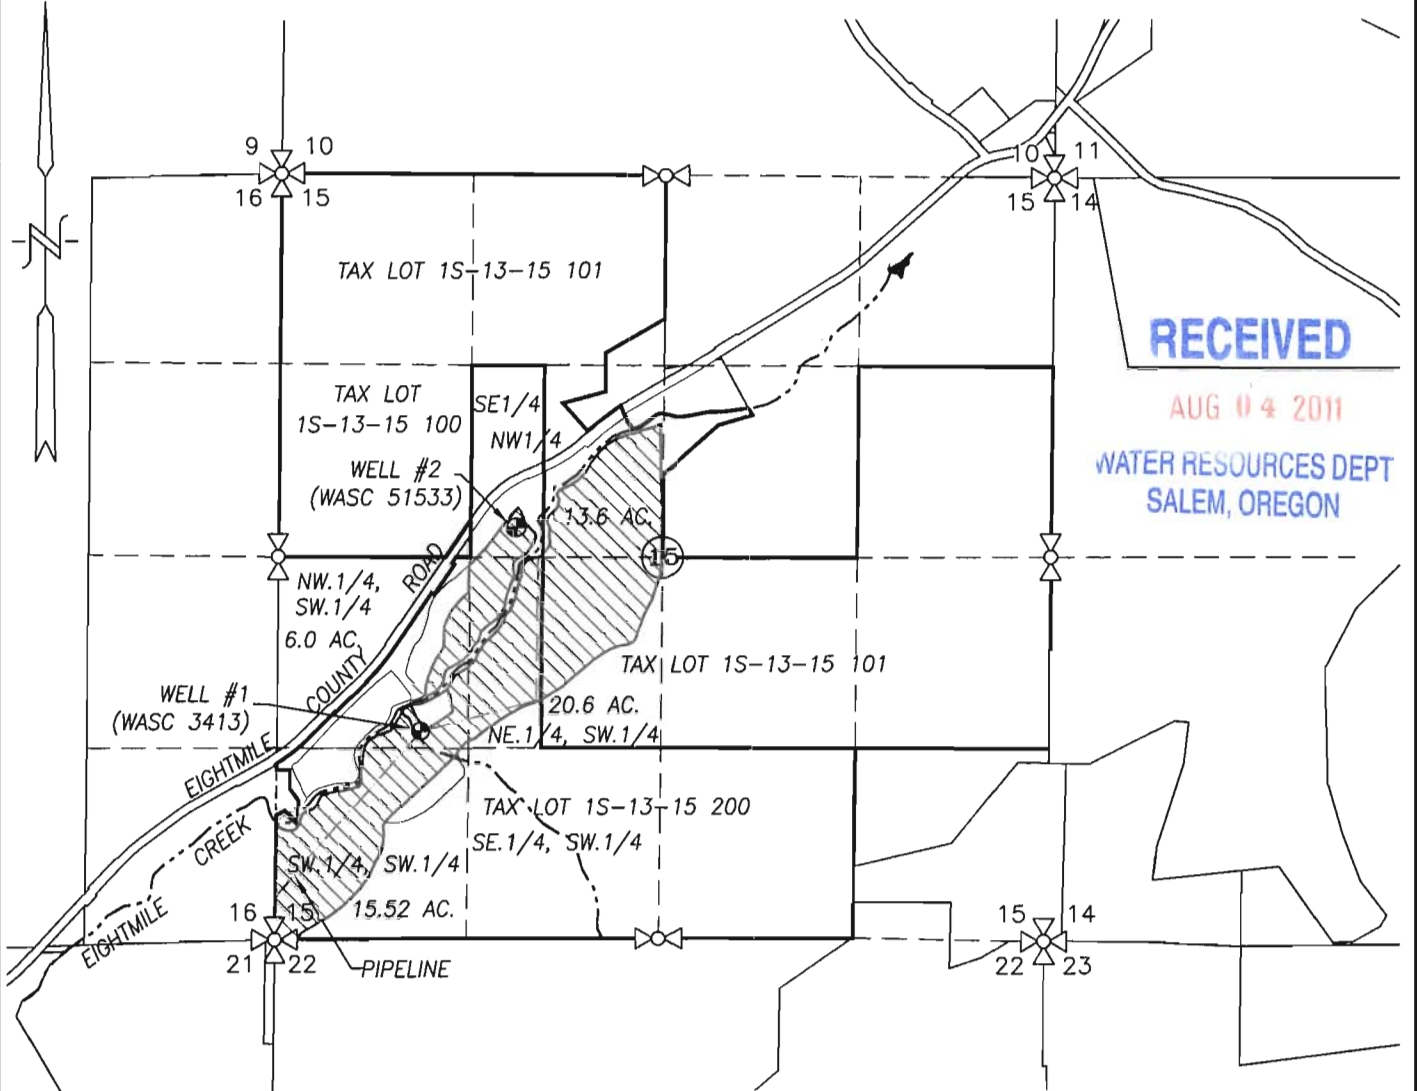 9 10
16 15
10 11
15 14
N
TAX LOT 1S-13-15 101
RECEIVED
AUG 04 2011
WATER RESOURCES DEPT
SALEM, OREGON
TAX LOT
1S-13-15 100
SE1/4
NW1/4
WELL #2
(WASC 51533)
13.6 AC.
15
NW.1/4,
SW.1/4
6.0 AC.
COUNTY ROAD
EIGHTMILE
TAX LOT 1S-13-15 101
WELL #1
(WASC 3413)
20.6 AC.
NE.1/4, SW.1/4
TAX LOT 1S-13-15 200
SE.1/4, SW.1/4
SW.1/4, SW.1/4
15.52 AC.
EIGHTMILE CREEK
16 15
21 22
PIPELINE
15 14
22 23